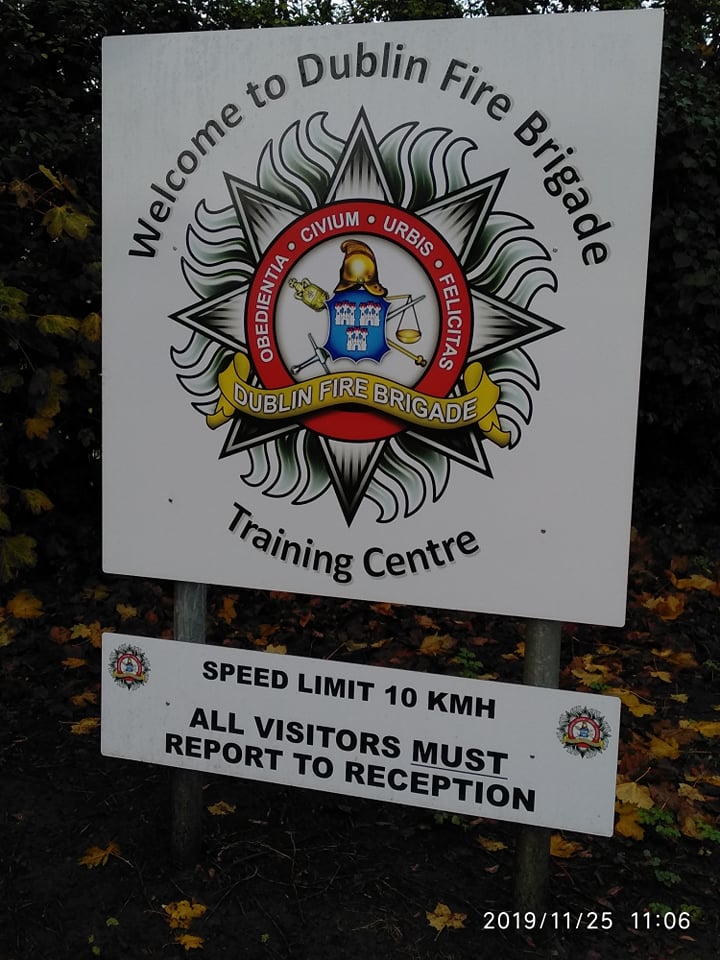 Welcome to Dublin Fire Brigade
OBEDIENTIA • CIVIUM • URBIS • FELICITAS
DUBLIN FIRE BRIGADE
Training Centre
SPEED LIMIT 10 KMH
ALL VISITORS MUST
REPORT TO RECEPTION
2019/11/25 11:06